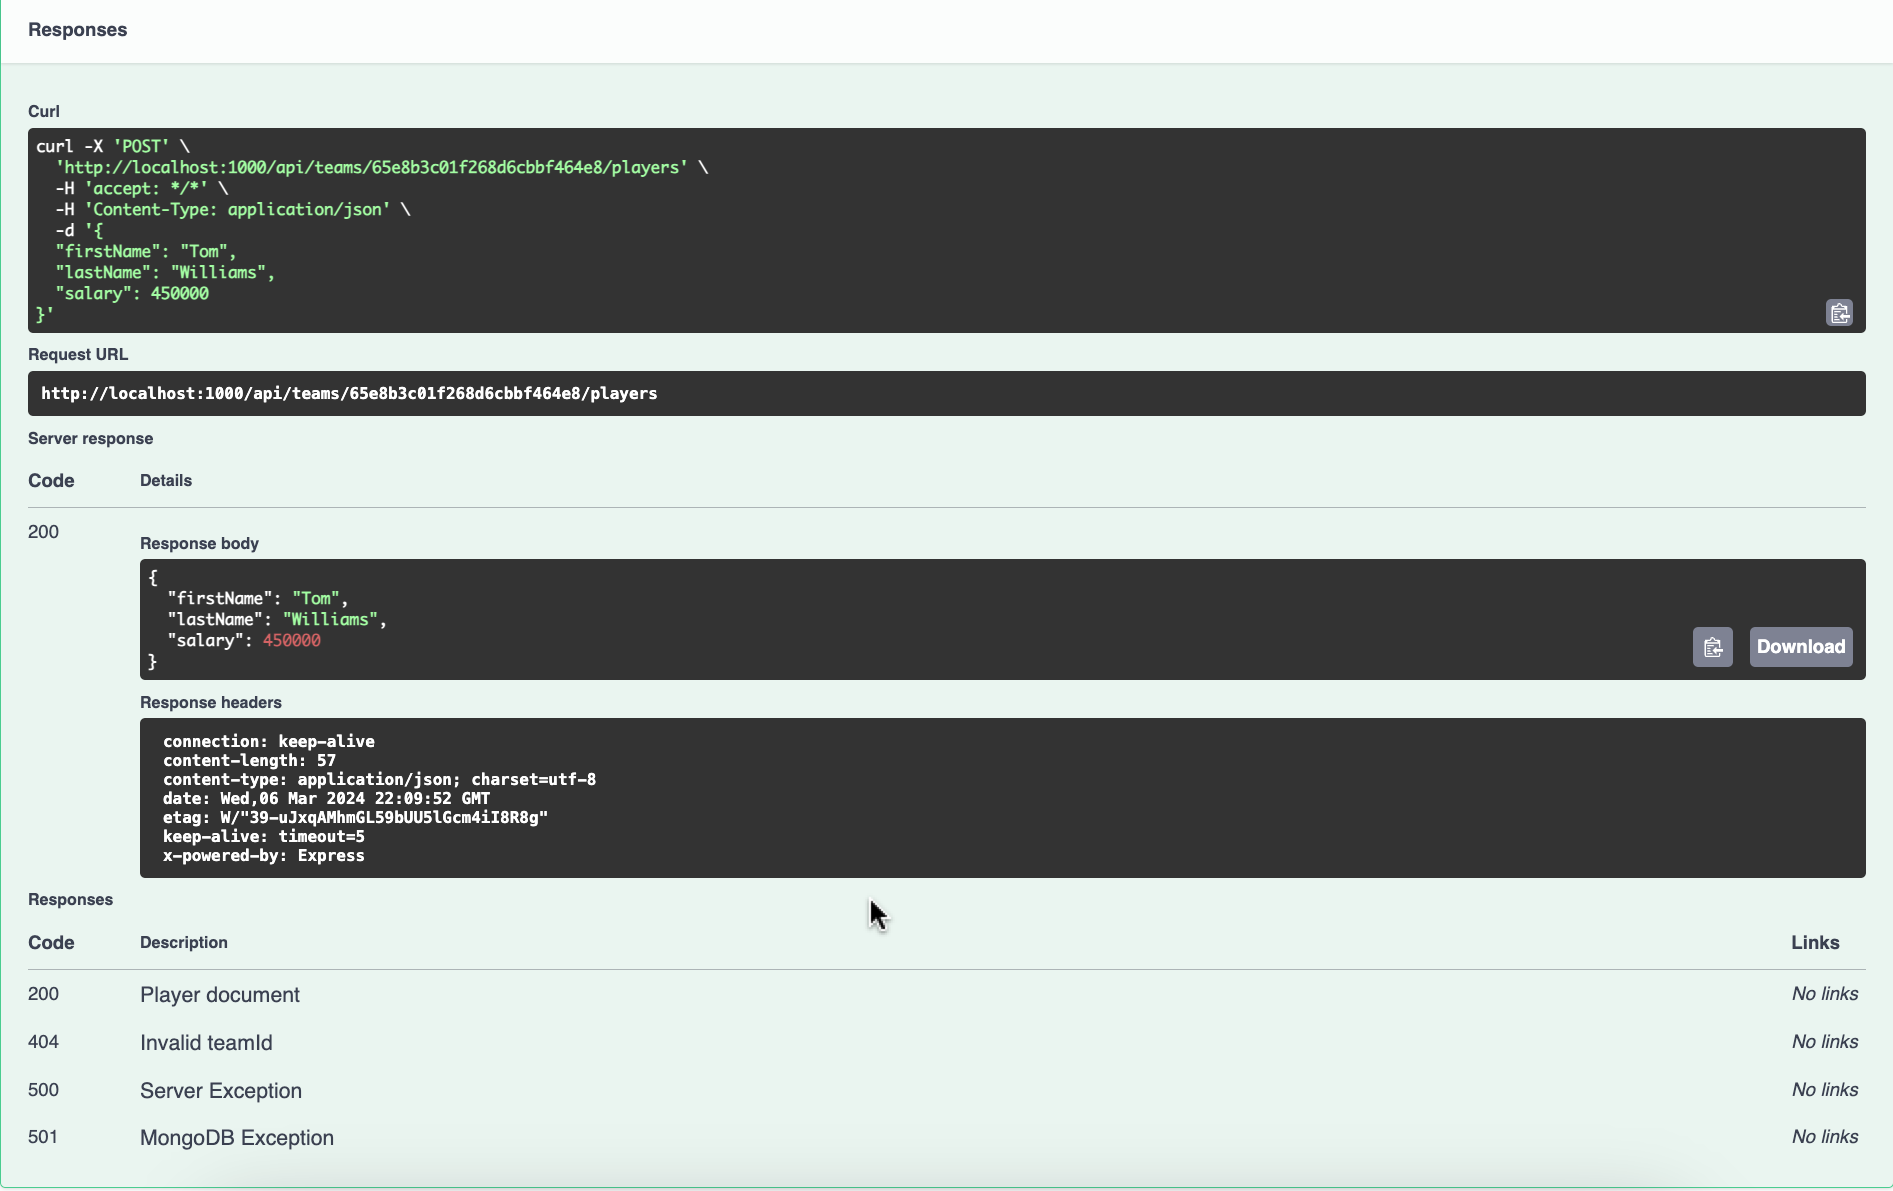 Responses
Curl
curl -X 'POST' \
'http://localhost:1000/api/teams/65e8b3c01f268d6cbbf464e8/players' \
-H 'accept: */*' \
-H 'Content-Type: application/json' \
-d '{
"firstName": "Tom",
"lastName": "Williams",
"salary": 450000
}'
Request URL
http://localhost:1000/api/teams/65e8b3c01f268d6cbbf464e8/players
Server response
Code Details
200
Response body
{
"firstName": "Tom",
"lastName": "Williams",
"salary": 450000
}
Download
Response headers
connection: keep-alive
content-length: 57
content-type: application/json; charset=utf-8
date: Wed,06 Mar 2024 22:09:52 GMT
etag: W/"39-uJxqAMhmGL59bUU5lGcm4iI8R8g"
keep-alive: timeout=5
x-powered-by: Express
Responses
Code Description Links
200 Player document No links
404 Invalid teamId No links
500 Server Exception No links
501 MongoDB Exception No links